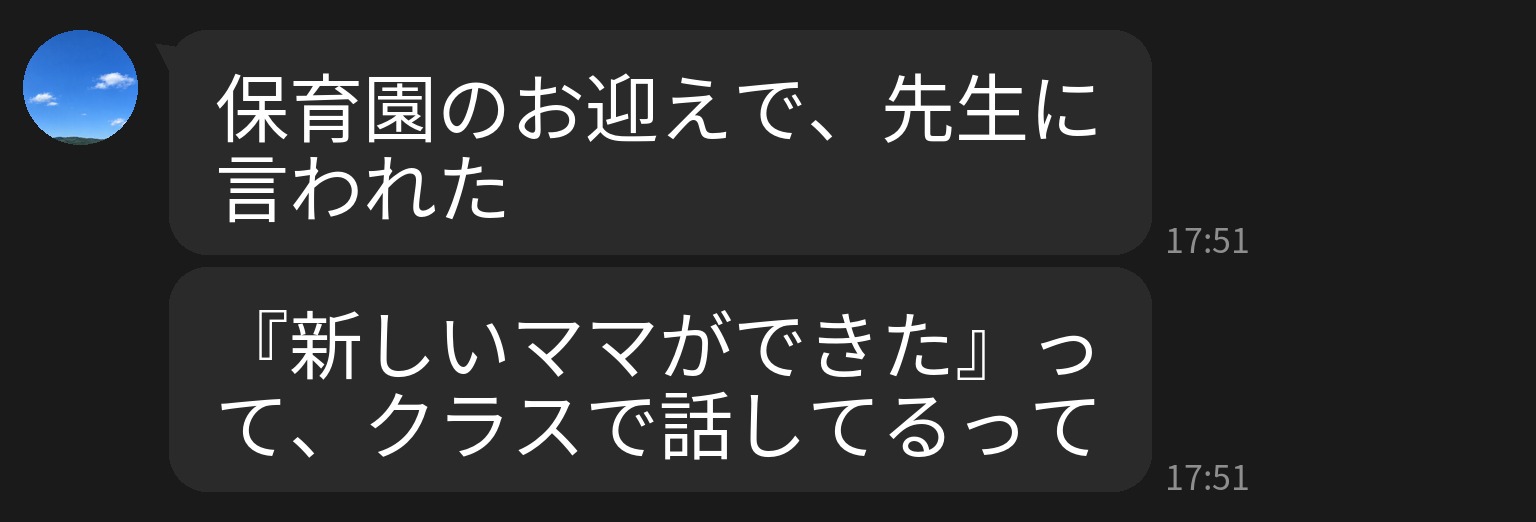 保育園のお迎えで、先生に
言われた
17:51
『新しいママができた』っ
て、クラスで話してるって
17:51